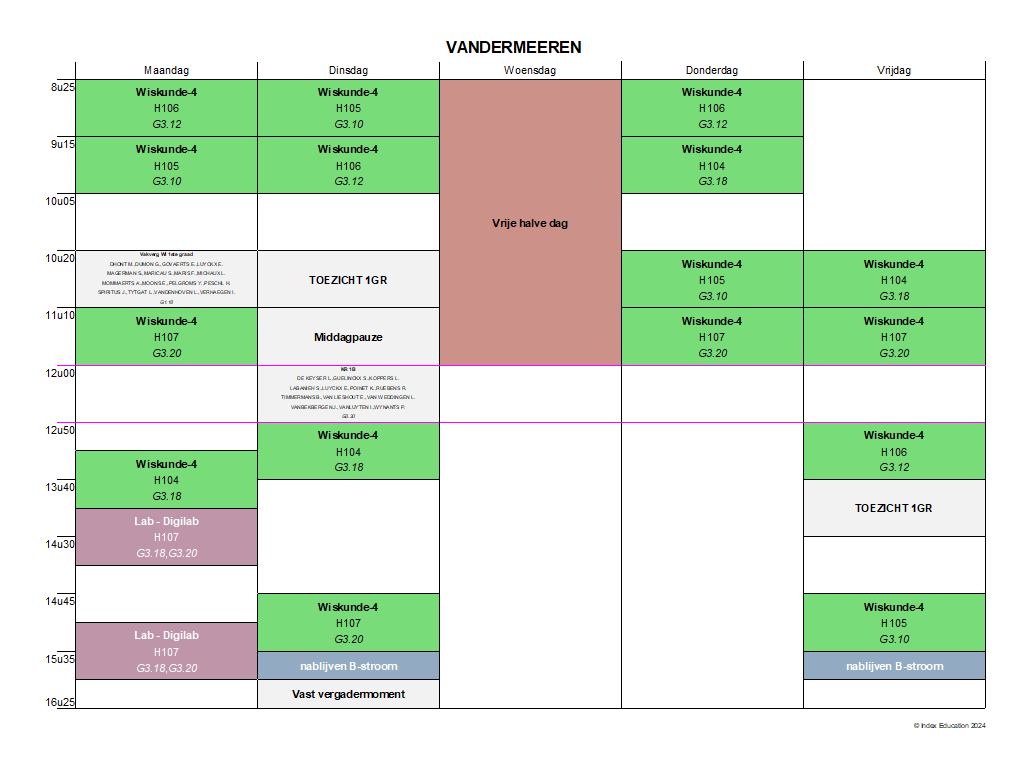 VANDERMEEREN
Maandag
Dinsdag
Woensdag
Donderdag
Vrijdag
8u25
Wiskunde-4
H106
G3.12
Wiskunde-4
H105
G3.10
Wiskunde-4
H106
G3.12
9u15
Wiskunde-4
H105
G3.10
Wiskunde-4
H106
G3.12
Wiskunde-4
H104
G3.18
10u05
Vrije halve dag
10u20
Vakverg WI 1ste graad
DHONT M., DUMON G., GOVAERTS E., LUYCKX E.,
MAGERMAN S., MARICAU S., MARIS F., MICHAUX L.,
MOMMAERTS A., MOONS E., PELGROMS Y., PESCHL H.
SPIRITUS J., TYTGAT L., VANDENHOVEN L., VERHAEGEN I.
TOEZICHT 1GR
Wiskunde-4
H105
G3.10
Wiskunde-4
H104
G3.18
11u10
Wiskunde-4
H107
G3.20
Middagpauze
Wiskunde-4
H107
G3.20
Wiskunde-4
H107
G3.20
12u00
KR 1B
DE KEYSER L., GUELINCKX S., KOPPERS L.
LABANIEH S., LUYCKX E., POINET K., RUEBENS R.
TIMMERMANS B., VAN LIESHOUT E., VAN WEDDINGEN L.
VANBEKBERGEN J., VANLUYTEN I., WYNANTS P.
G3.20
12u50
Wiskunde-4
H104
G3.18
Wiskunde-4
H106
G3.12
Wiskunde-4
H104
G3.18
13u40
TOEZICHT 1GR
Lab - Digilab
H107
G3.18,G3.20
14u30
14u45
Wiskunde-4
H107
G3.20
Wiskunde-4
H105
G3.10
Lab - Digilab
H107
G3.18,G3.20
15u35
nablijven B-stroom
nablijven B-stroom
Vast vergadermoment
16u25
© Index Education 2024